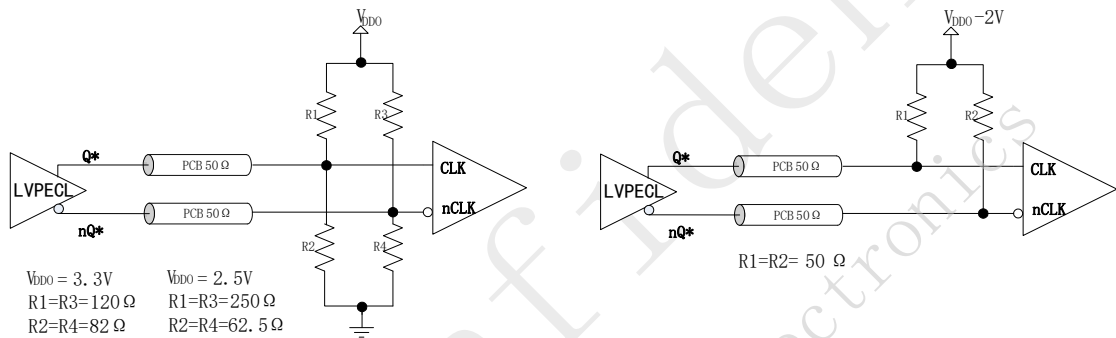 VDDO
R1
R3
Q*
PCB 50 Ω
CLK
LVPECL
nQ*
PCB 50 Ω
nCLK
R2
R4
VDDO = 3.3V
R1=R3=120 Ω
R2=R4=82 Ω
VDDO = 2.5V
R1=R3=250 Ω
R2=R4=62.5 Ω
VDDO-2V
R1
R2
Q*
PCB 50 Ω
CLK
LVPECL
nQ*
PCB 50 Ω
nCLK
R1=R2= 50 Ω
fiden
ectronics